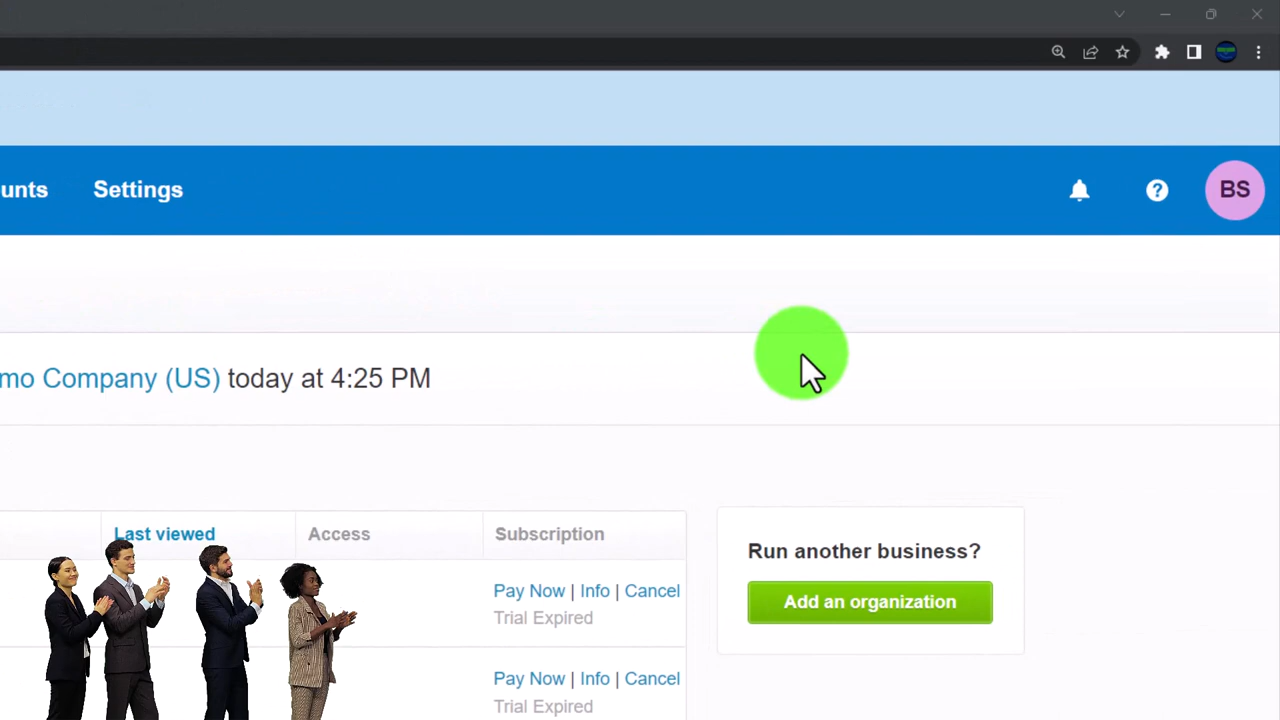 unts Settings ? BS
mo Company (US) today at 4:25 PM
Last viewed Access Subscription
Run another business?
Pay Now | Info | Cancel
Add an organization
Trial Expired
Pay Now | Info | Cancel
Trial Expired